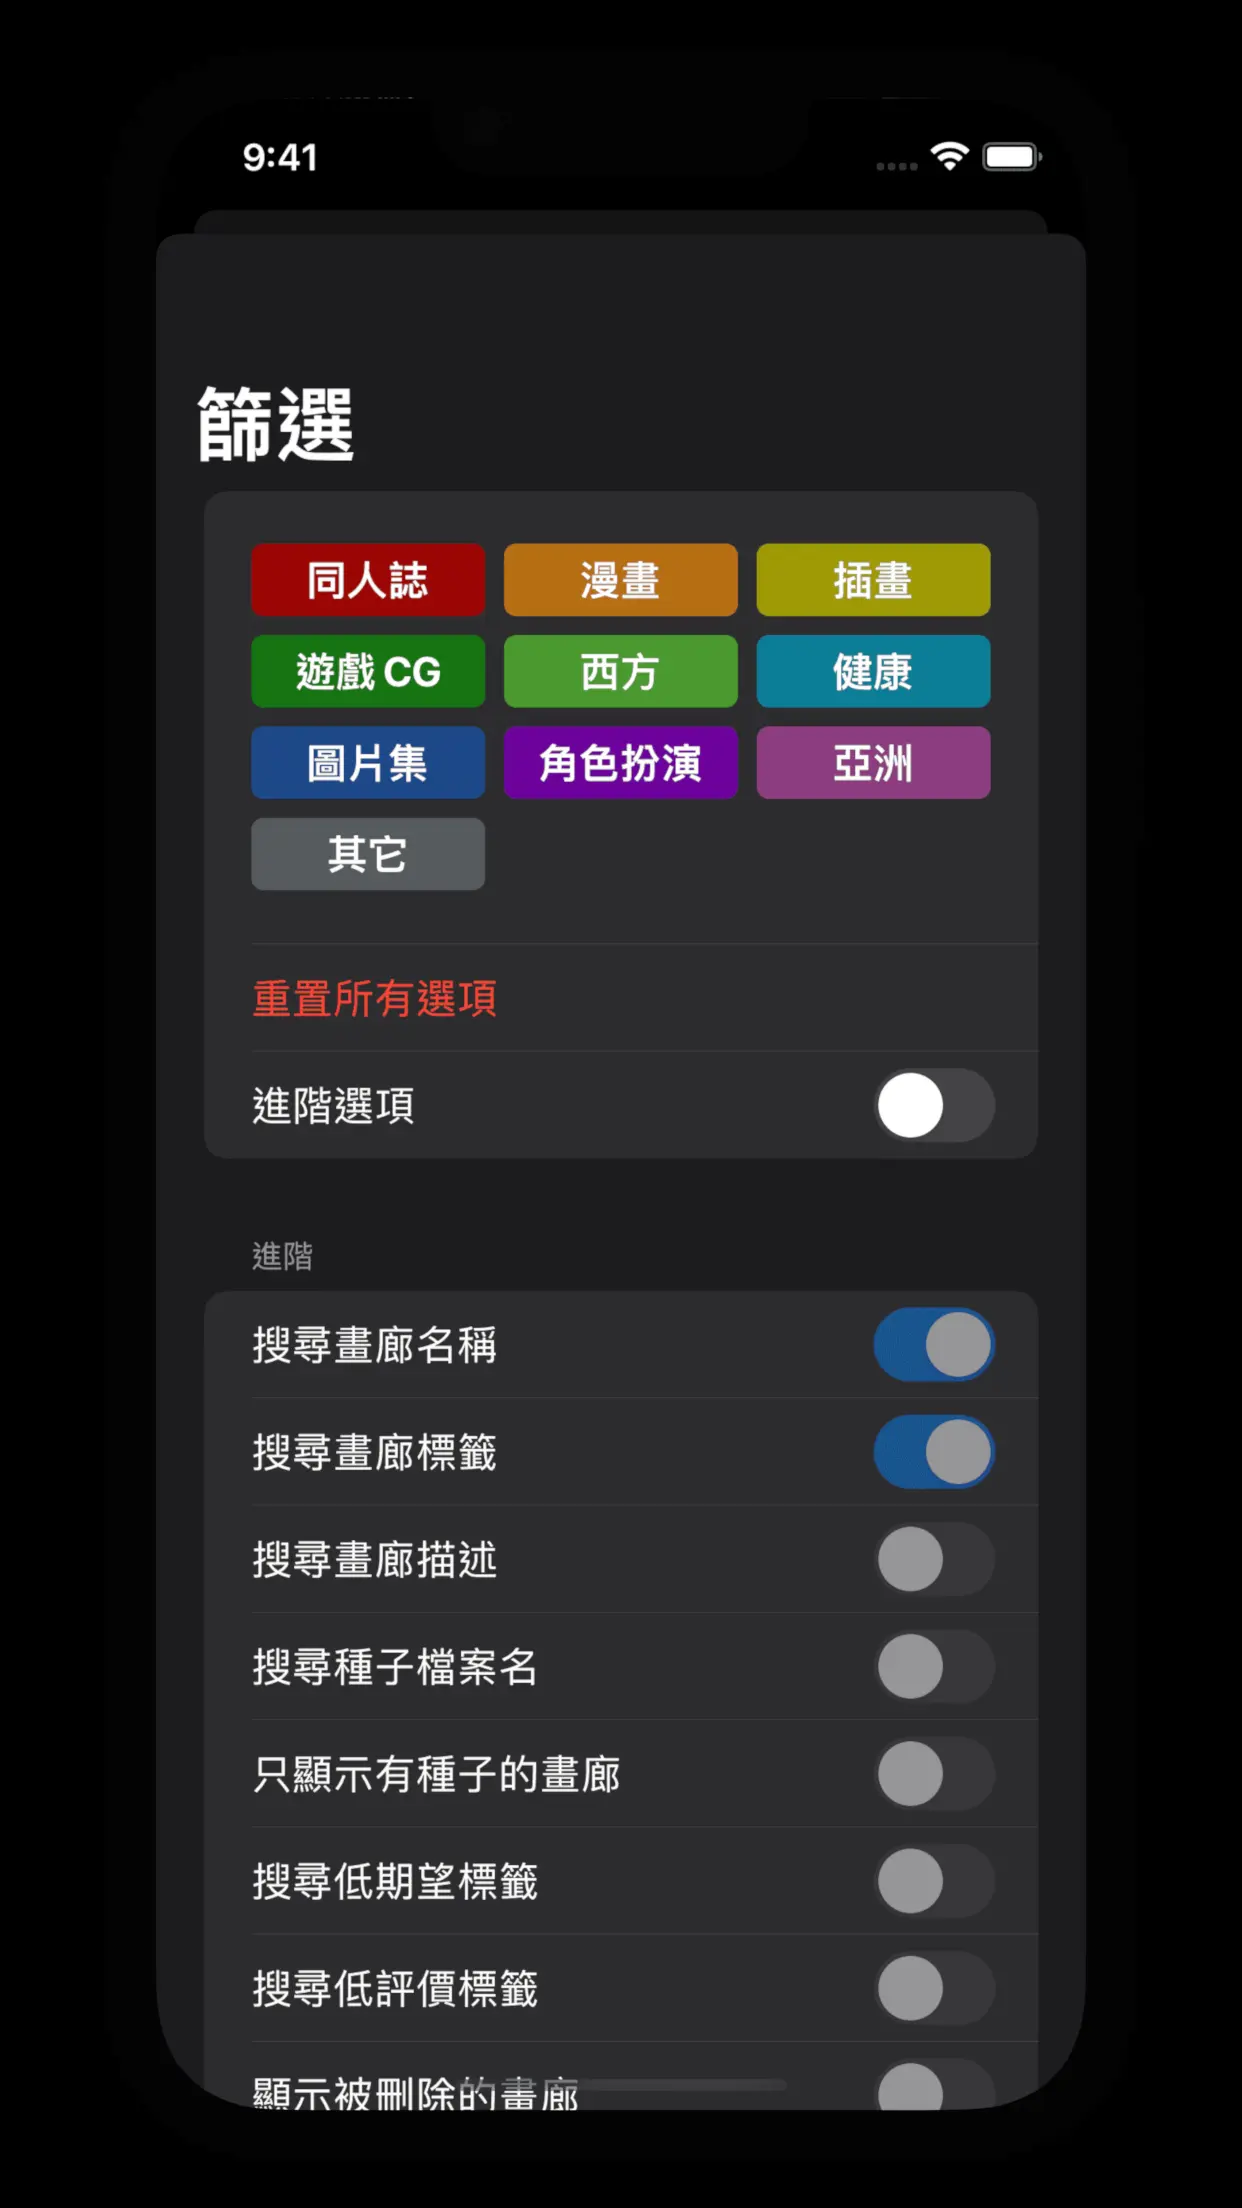 9:41
篩選
同人誌 漫畫 插畫
遊戲 CG 西方 健康
圖片集 角色扮演 亞洲
其它
重置所有選項
進階選項
進階
搜尋畫廊名稱
搜尋畫廊標籤
搜尋畫廊描述
搜尋種子檔案名
只顯示有種子的畫廊
搜尋低期望標籤
搜尋低評價標籤
顯示被刪除的畫廊